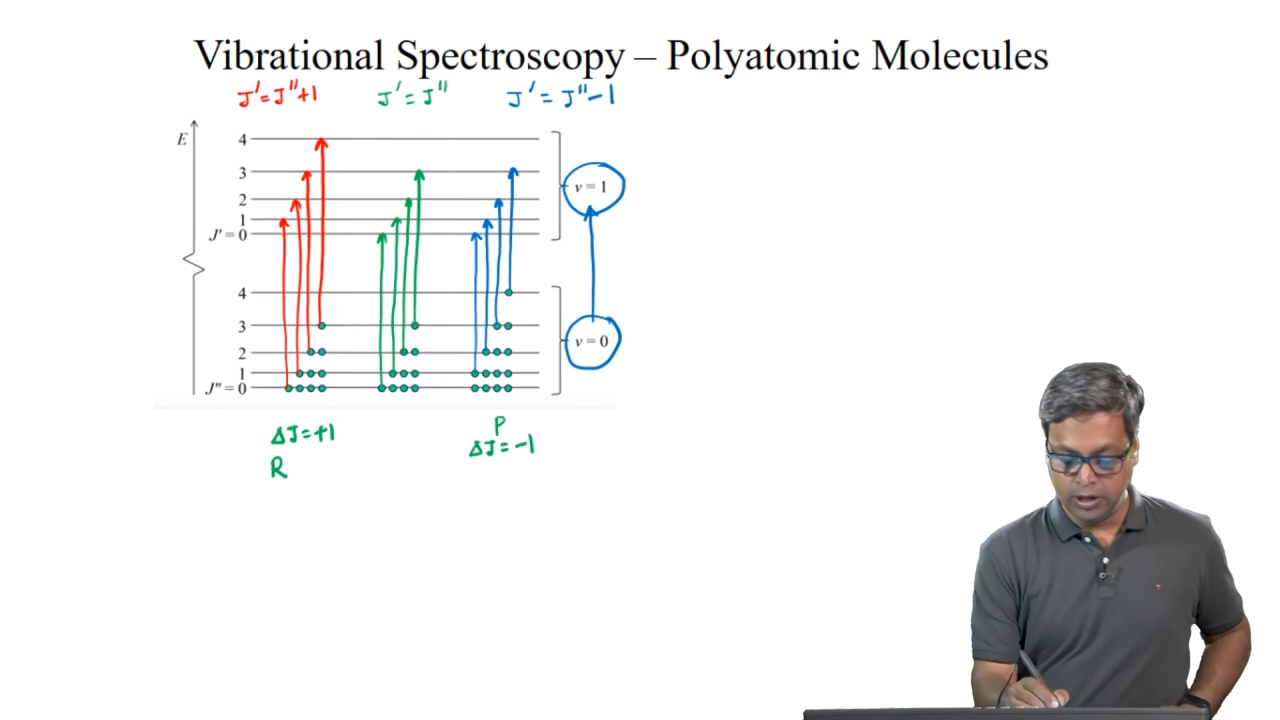 Vibrational Spectroscopy – Polyatomic Molecules
J'=J"+1
J'=J"
J'=J"-1
E
4
3
2
1
J'=0
v=1
4
3
2
1
J"=0
v=0
ΔJ=+1
R
P
ΔJ=-1